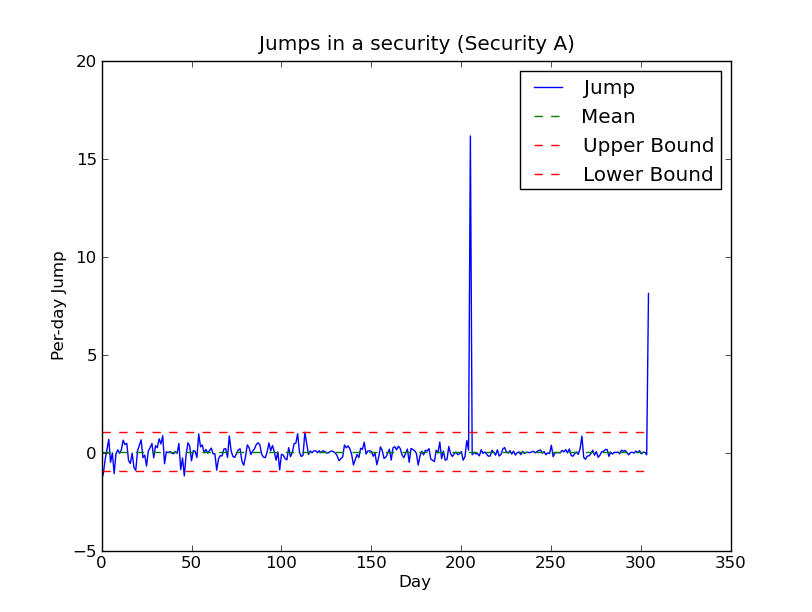 Jumps in a security (Security A)
20
15
10
5
0
−5
0 50 100 150 200 250 300 350
Per-day Jump
Day
Jump
Mean
Upper Bound
Lower Bound